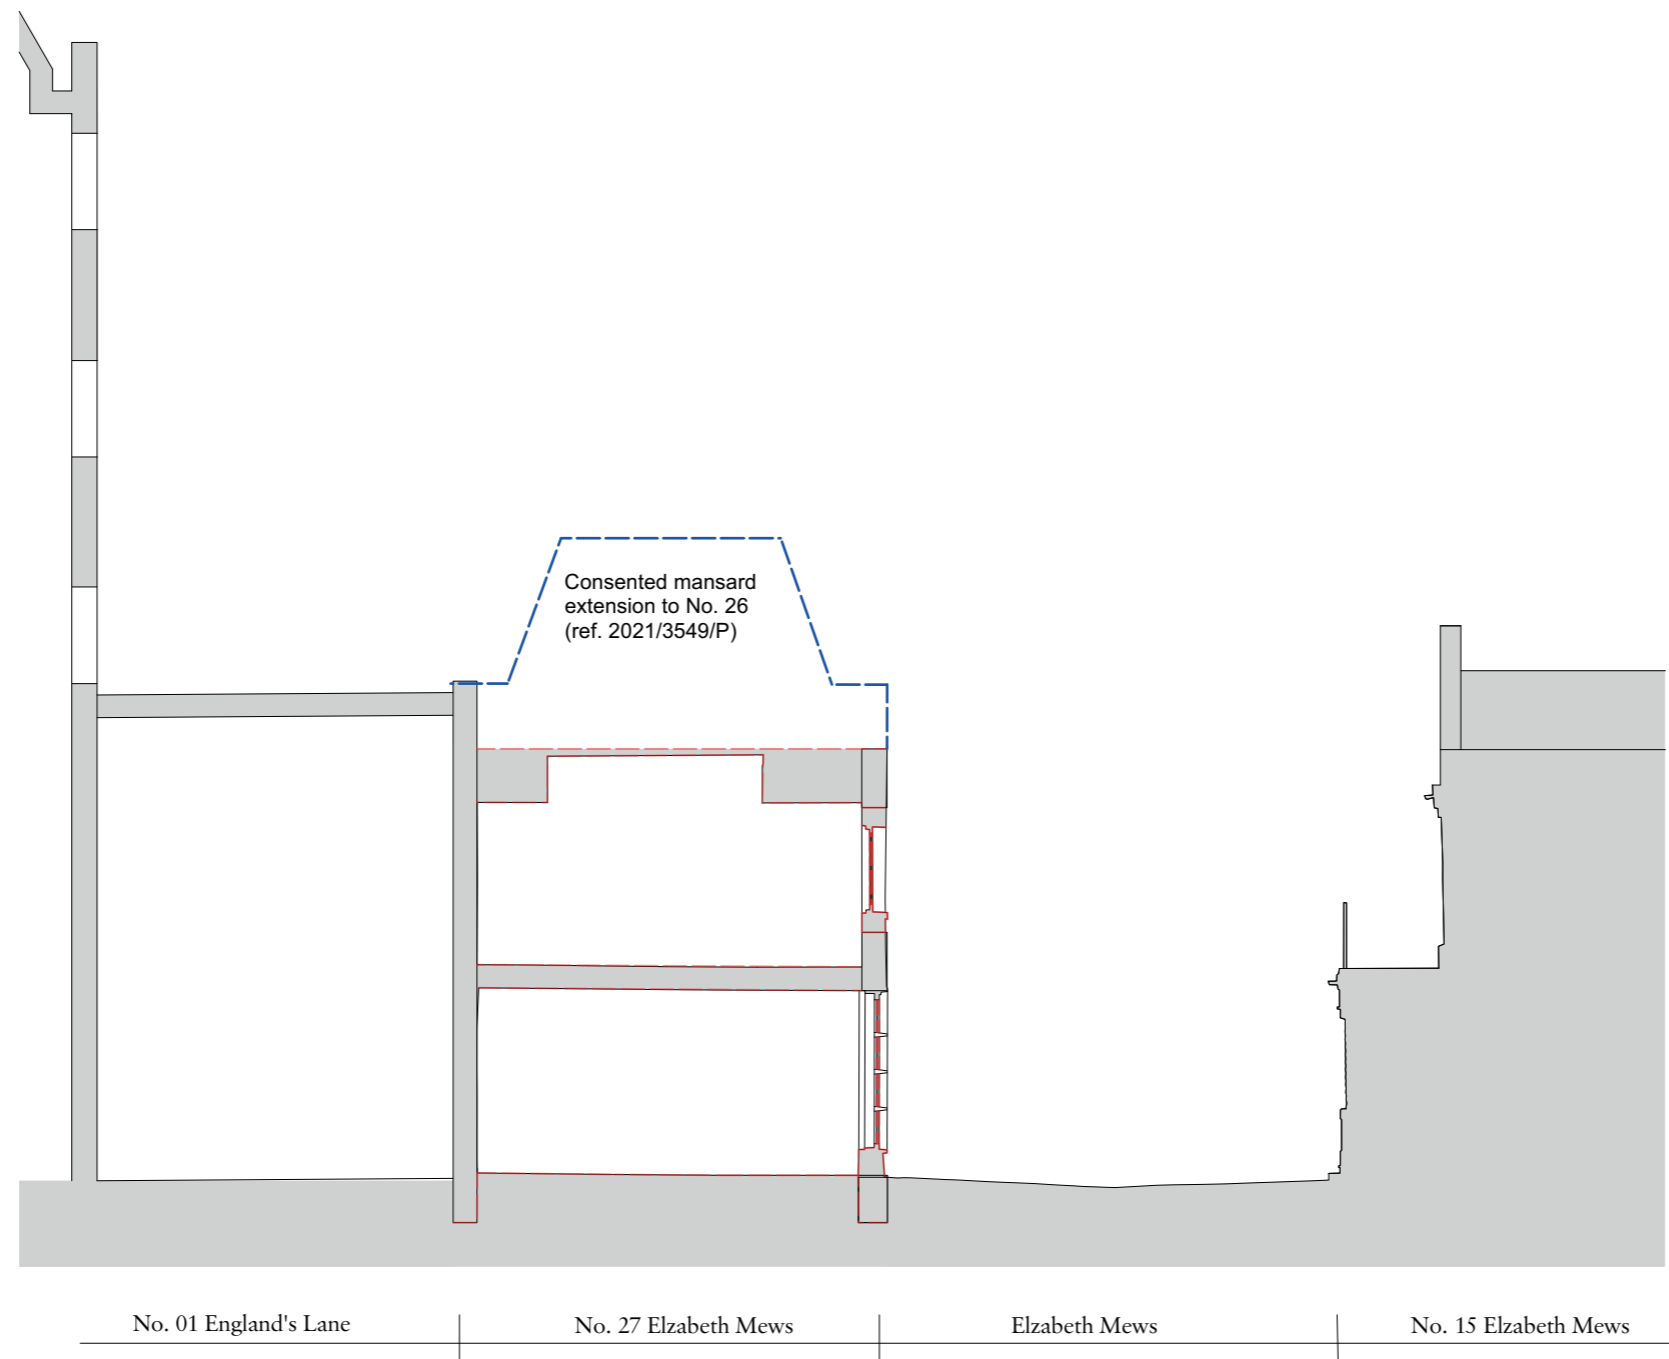 Consented mansard
extension to No. 26
(ref. 2021/3549/P)
No. 01 England's Lane
No. 27 Elzabeth Mews
Elzabeth Mews
No. 15 Elzabeth Mews